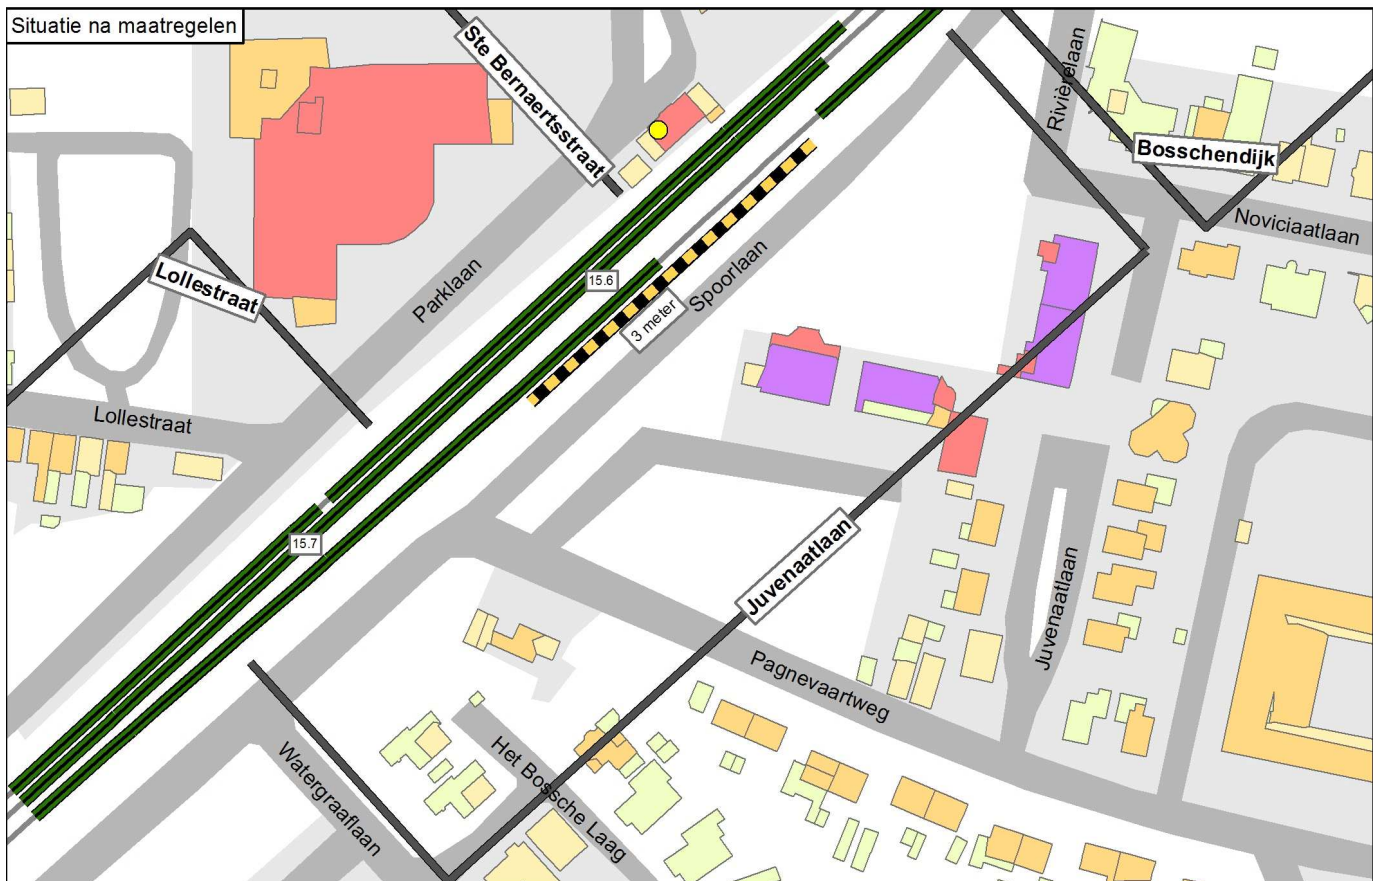 Situatie na maatregelen
Ste Bernaertsstraat
Rivièrelaan
Bosschendijk
Noviciaatlaan
Lollestraat
Parklaan
15.6
Spoorlaan
3 meter
Lollestraat
15.7
Juvenaatlaan
Juvenaatlaan
Pagnevaartweg
Het Bossche Laag
Watergraaflaan